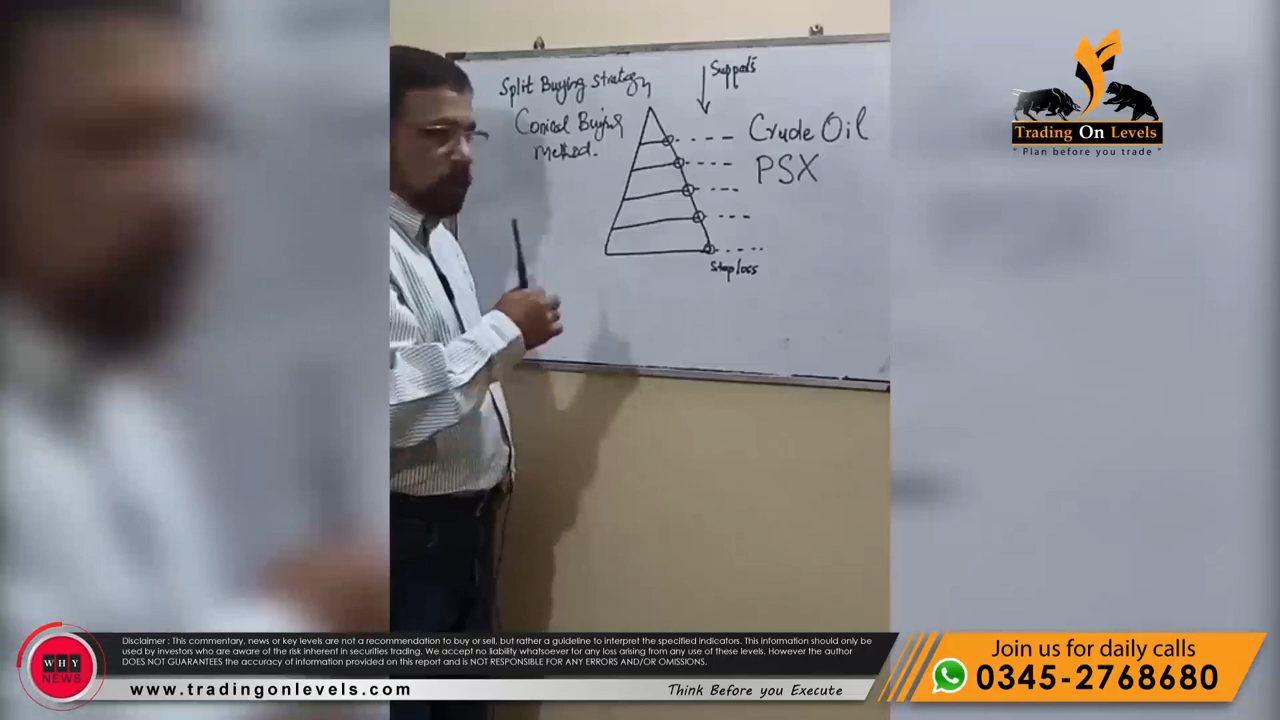 Split Buying Strategy
Conical Buying
Method.
Supports
Crude Oil
PSX
Stop loss
Trading On Levels
" Plan before you trade "
WHY
NEWS
Disclaimer : This commentary, news or key levels are not a recommendation to buy or sell, but rather a guideline to interpret the specified indicators. This information should only be
used by investors who are aware of the risk inherent in securities trading. We accept no liability whatsoever for any loss arising from any use of these levels. However the author
DOES NOT GUARANTEES the accuracy of information provided on this report and is NOT RESPONSIBLE FOR ANY ERRORS AND/OR OMISSIONS.
www.tradingonlevels.com
Think Before you Execute
Join us for daily calls
0345-2768680